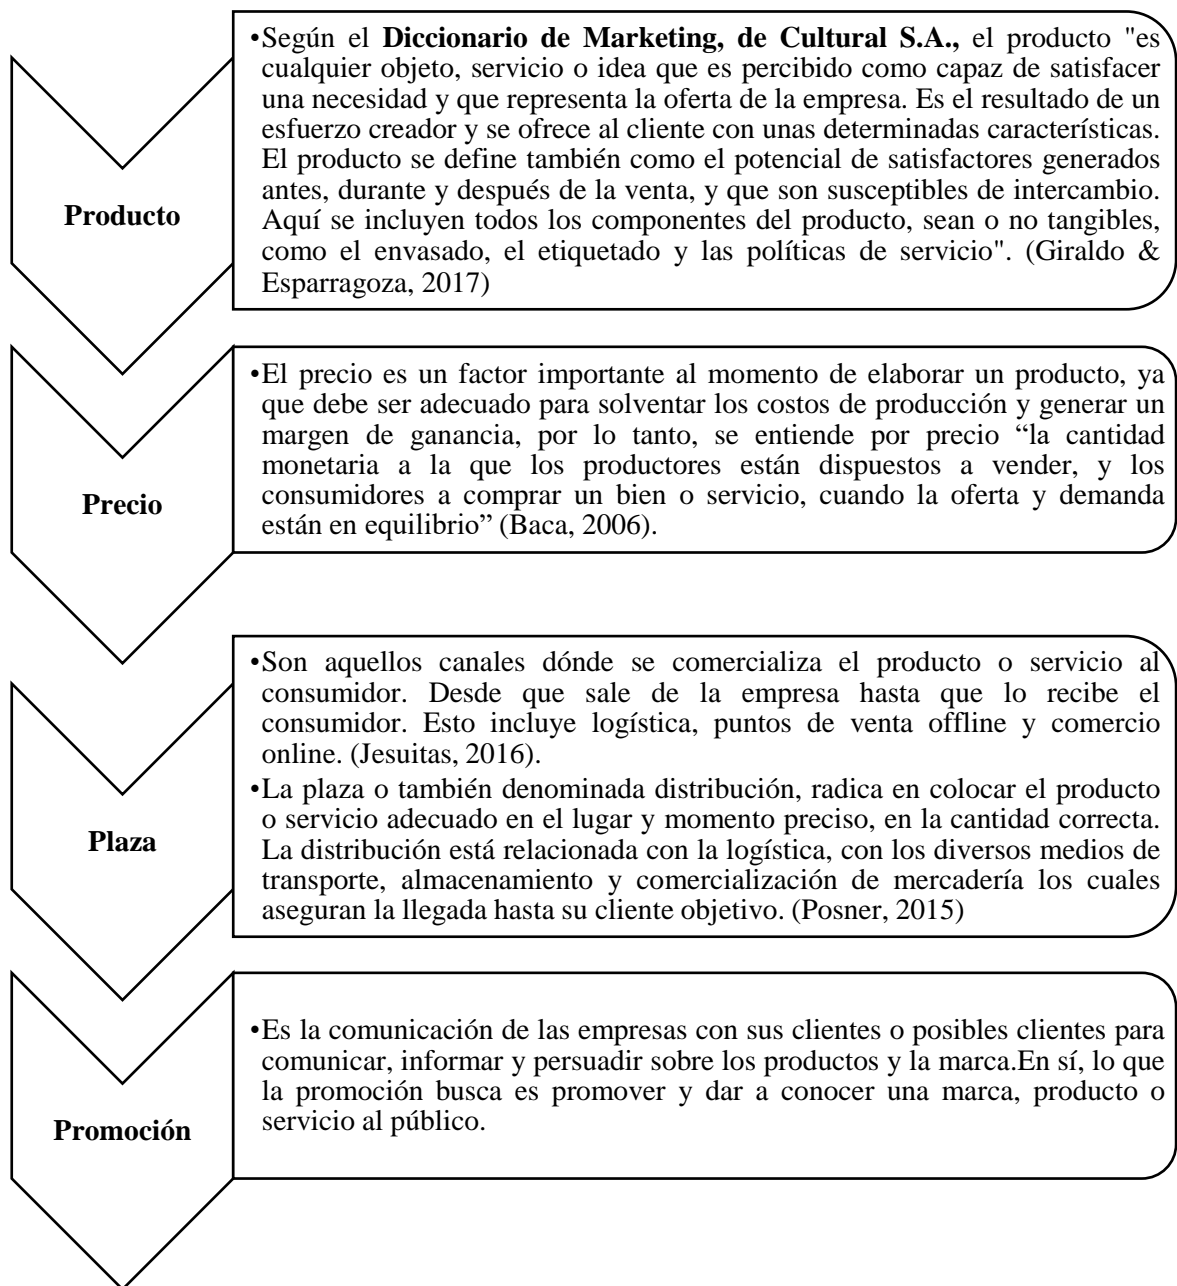 Producto
•Según el Diccionario de Marketing, de Cultural S.A., el producto "es
cualquier objeto, servicio o idea que es percibido como capaz de satisfacer
una necesidad y que representa la oferta de la empresa. Es el resultado de un
esfuerzo creador y se ofrece al cliente con unas determinadas características.
El producto se define también como el potencial de satisfactores generados
antes, durante y después de la venta, y que son susceptibles de intercambio.
Aquí se incluyen todos los componentes del producto, sean o no tangibles,
como el envasado, el etiquetado y las políticas de servicio". (Giraldo &
Esparragoza, 2017)
Precio
•El precio es un factor importante al momento de elaborar un producto, ya
que debe ser adecuado para solventar los costos de producción y generar un
margen de ganancia, por lo tanto, se entiende por precio “la cantidad
monetaria a la que los productores están dispuestos a vender, y los
consumidores a comprar un bien o servicio, cuando la oferta y demanda
están en equilibrio” (Baca, 2006).
Plaza
•Son aquellos canales dónde se comercializa el producto o servicio al
consumidor. Desde que sale de la empresa hasta que lo recibe el
consumidor. Esto incluye logística, puntos de venta offline y comercio
online. (Jesuitas, 2016).
•La plaza o también denominada distribución, radica en colocar el producto
o servicio adecuado en el lugar y momento preciso, en la cantidad correcta.
La distribución está relacionada con la logística, con los diversos medios de
transporte, almacenamiento y comercialización de mercadería los cuales
aseguran la llegada hasta su cliente objetivo. (Posner, 2015)
Promoción
•Es la comunicación de las empresas con sus clientes o posibles clientes para
comunicar, informar y persuadir sobre los productos y la marca.En sí, lo que
la promoción busca es promover y dar a conocer una marca, producto o
servicio al público.